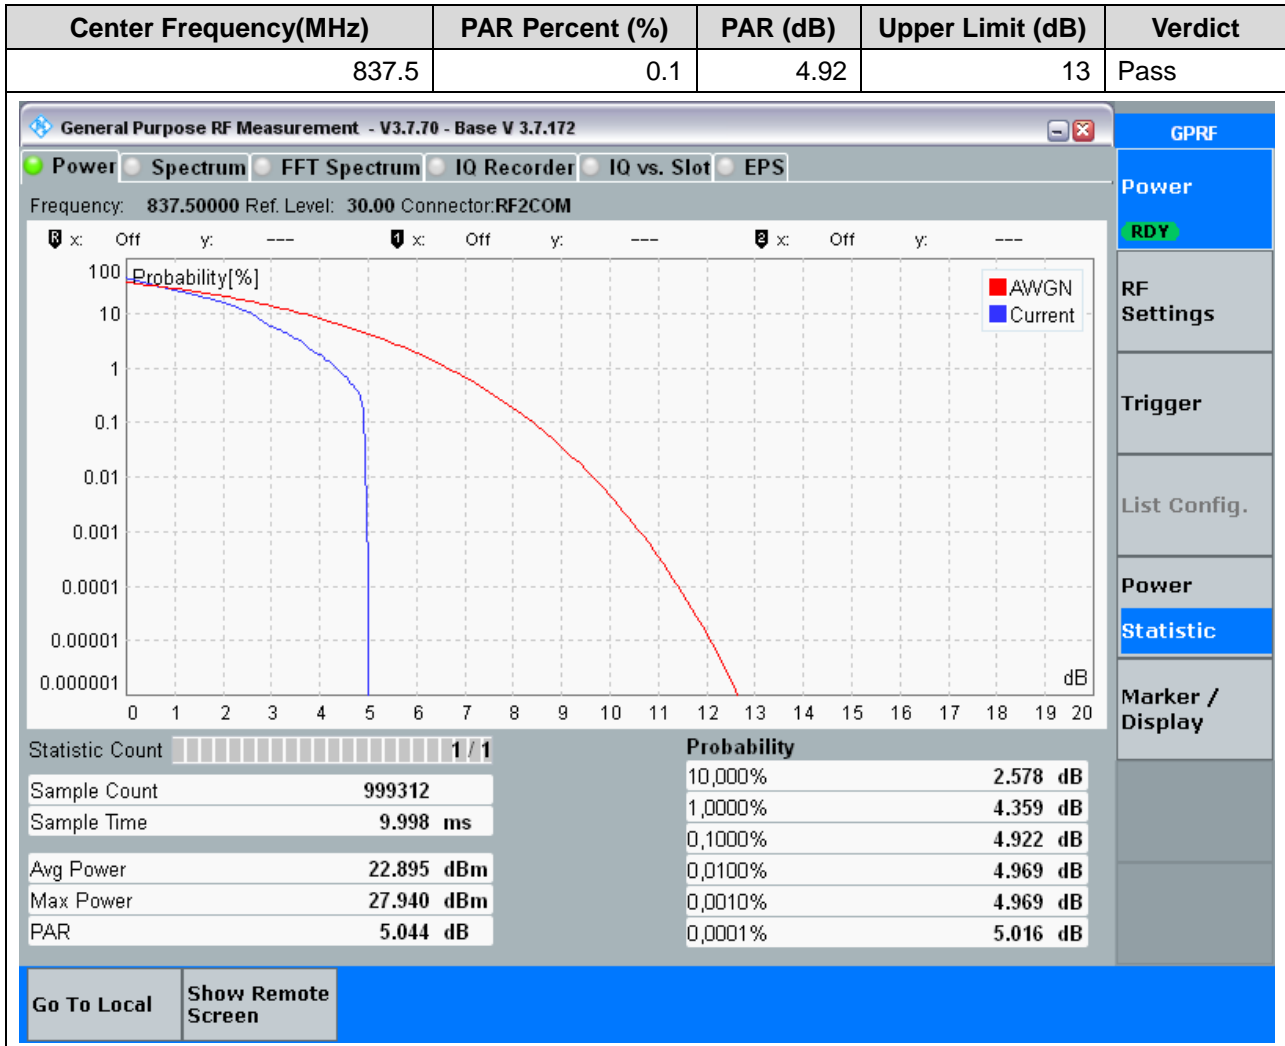 Center Frequency(MHz) PAR Percent (%) PAR (dB) Upper Limit (dB) Verdict
837.5 0.1 4.92 13 Pass
General Purpose RF Measurement - V3.7.70 - Base V 3.7.172
GPRF
Power Spectrum FFT Spectrum IQ Recorder IQ vs. Slot EPS
Frequency: 837.50000 Ref. Level: 30.00 Connector:RF2COM
R x: Off y: --- 1 x: Off y: --- 2 x: Off y: ---
Probability[%]
AWGN
Current
100
10
1
0.1
0.01
0.001
0.0001
0.00001
0.000001
dB
0 1 2 3 4 5 6 7 8 9 10 11 12 13 14 15 16 17 18 19 20
Statistic Count 1 / 1
Sample Count 999312
Sample Time 9.998 ms
Avg Power 22.895 dBm
Max Power 27.940 dBm
PAR 5.044 dB
Probability
10,000% 2.578 dB
1,0000% 4.359 dB
0,1000% 4.922 dB
0,0100% 4.969 dB
0,0010% 4.969 dB
0,0001% 5.016 dB
Power
RDY
RF
Settings
Trigger
List Config.
Power
Statistic
Marker /
Display
Go To Local
Show Remote
Screen